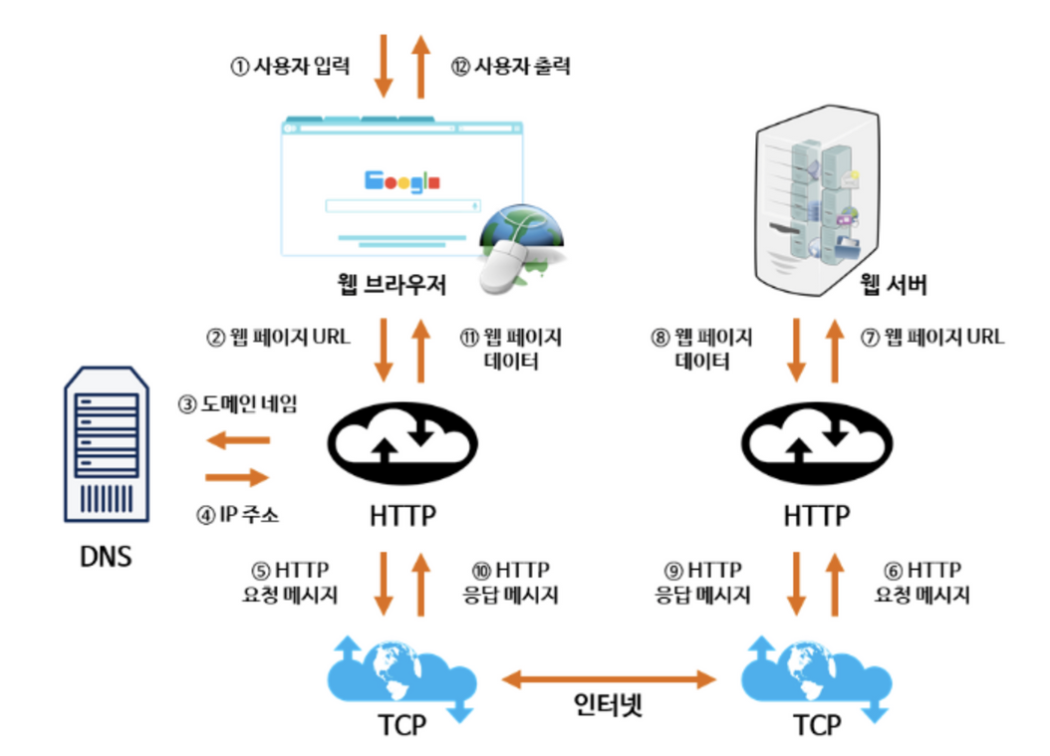 ① 사용자 입력
⑫ 사용자 출력
Google
웹 브라우저
웹 서버
② 웹 페이지 URL
⑪ 웹 페이지
데이터
⑧ 웹 페이지
데이터
⑦ 웹 페이지 URL
③ 도메인 네임
④ IP 주소
DNS
HTTP
HTTP
⑤ HTTP
요청 메시지
⑩ HTTP
응답 메시지
⑨ HTTP
응답 메시지
⑥ HTTP
요청 메시지
TCP
인터넷
TCP